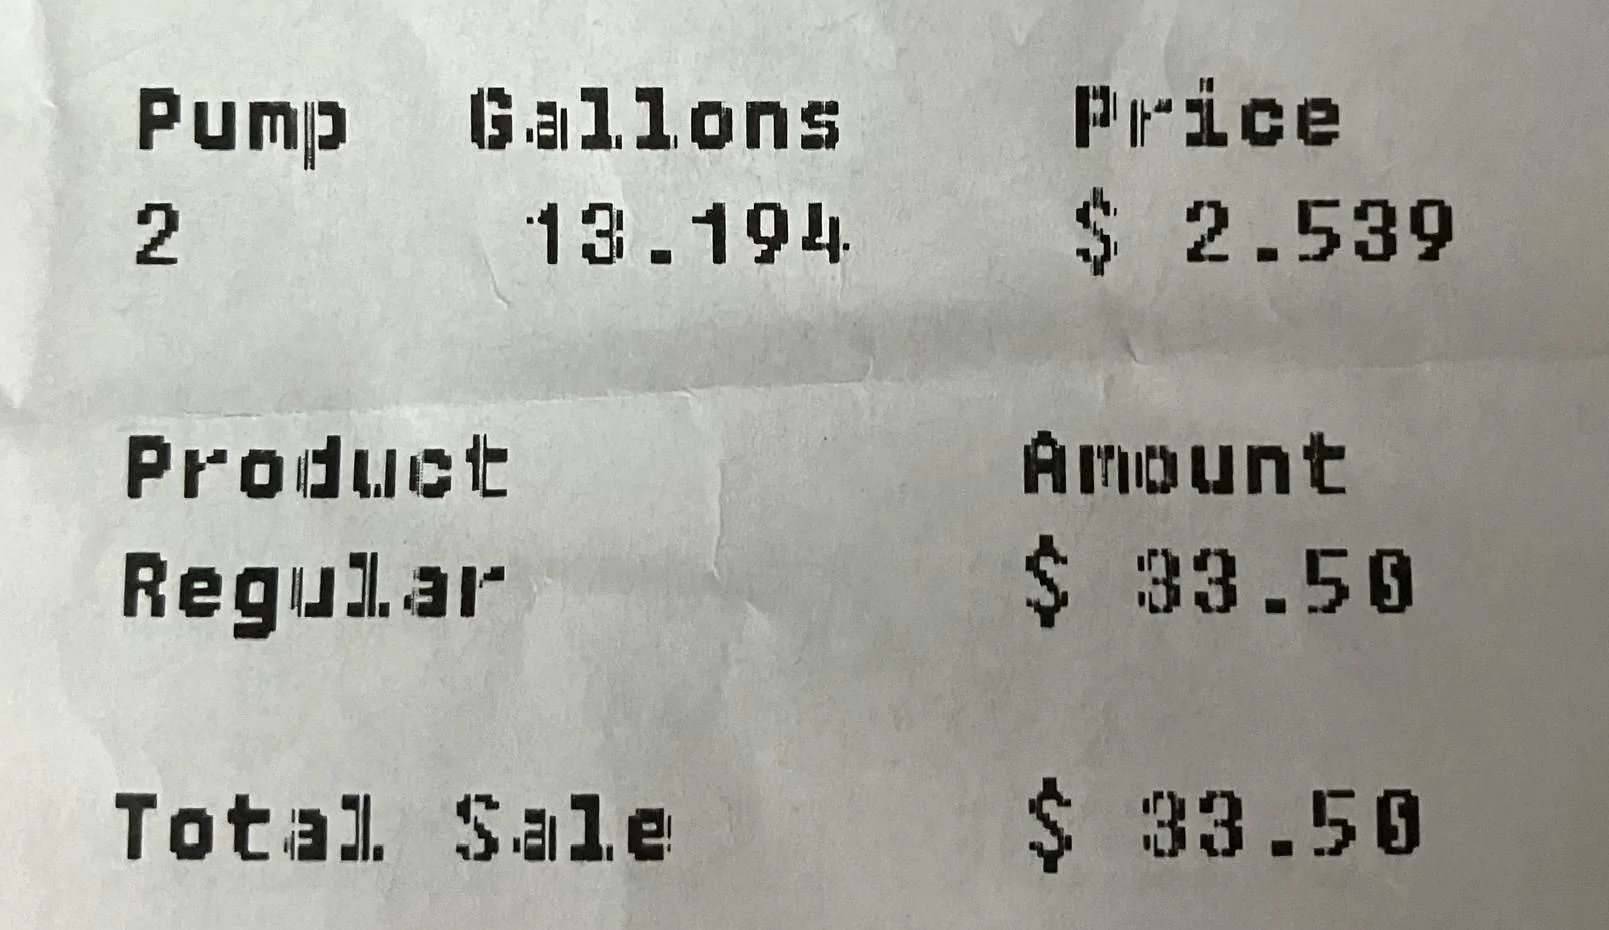 Pump Gallons Price
2 13.194 $ 2.539
Product Amount
Regular $ 33.50
Total Sale $ 33.50